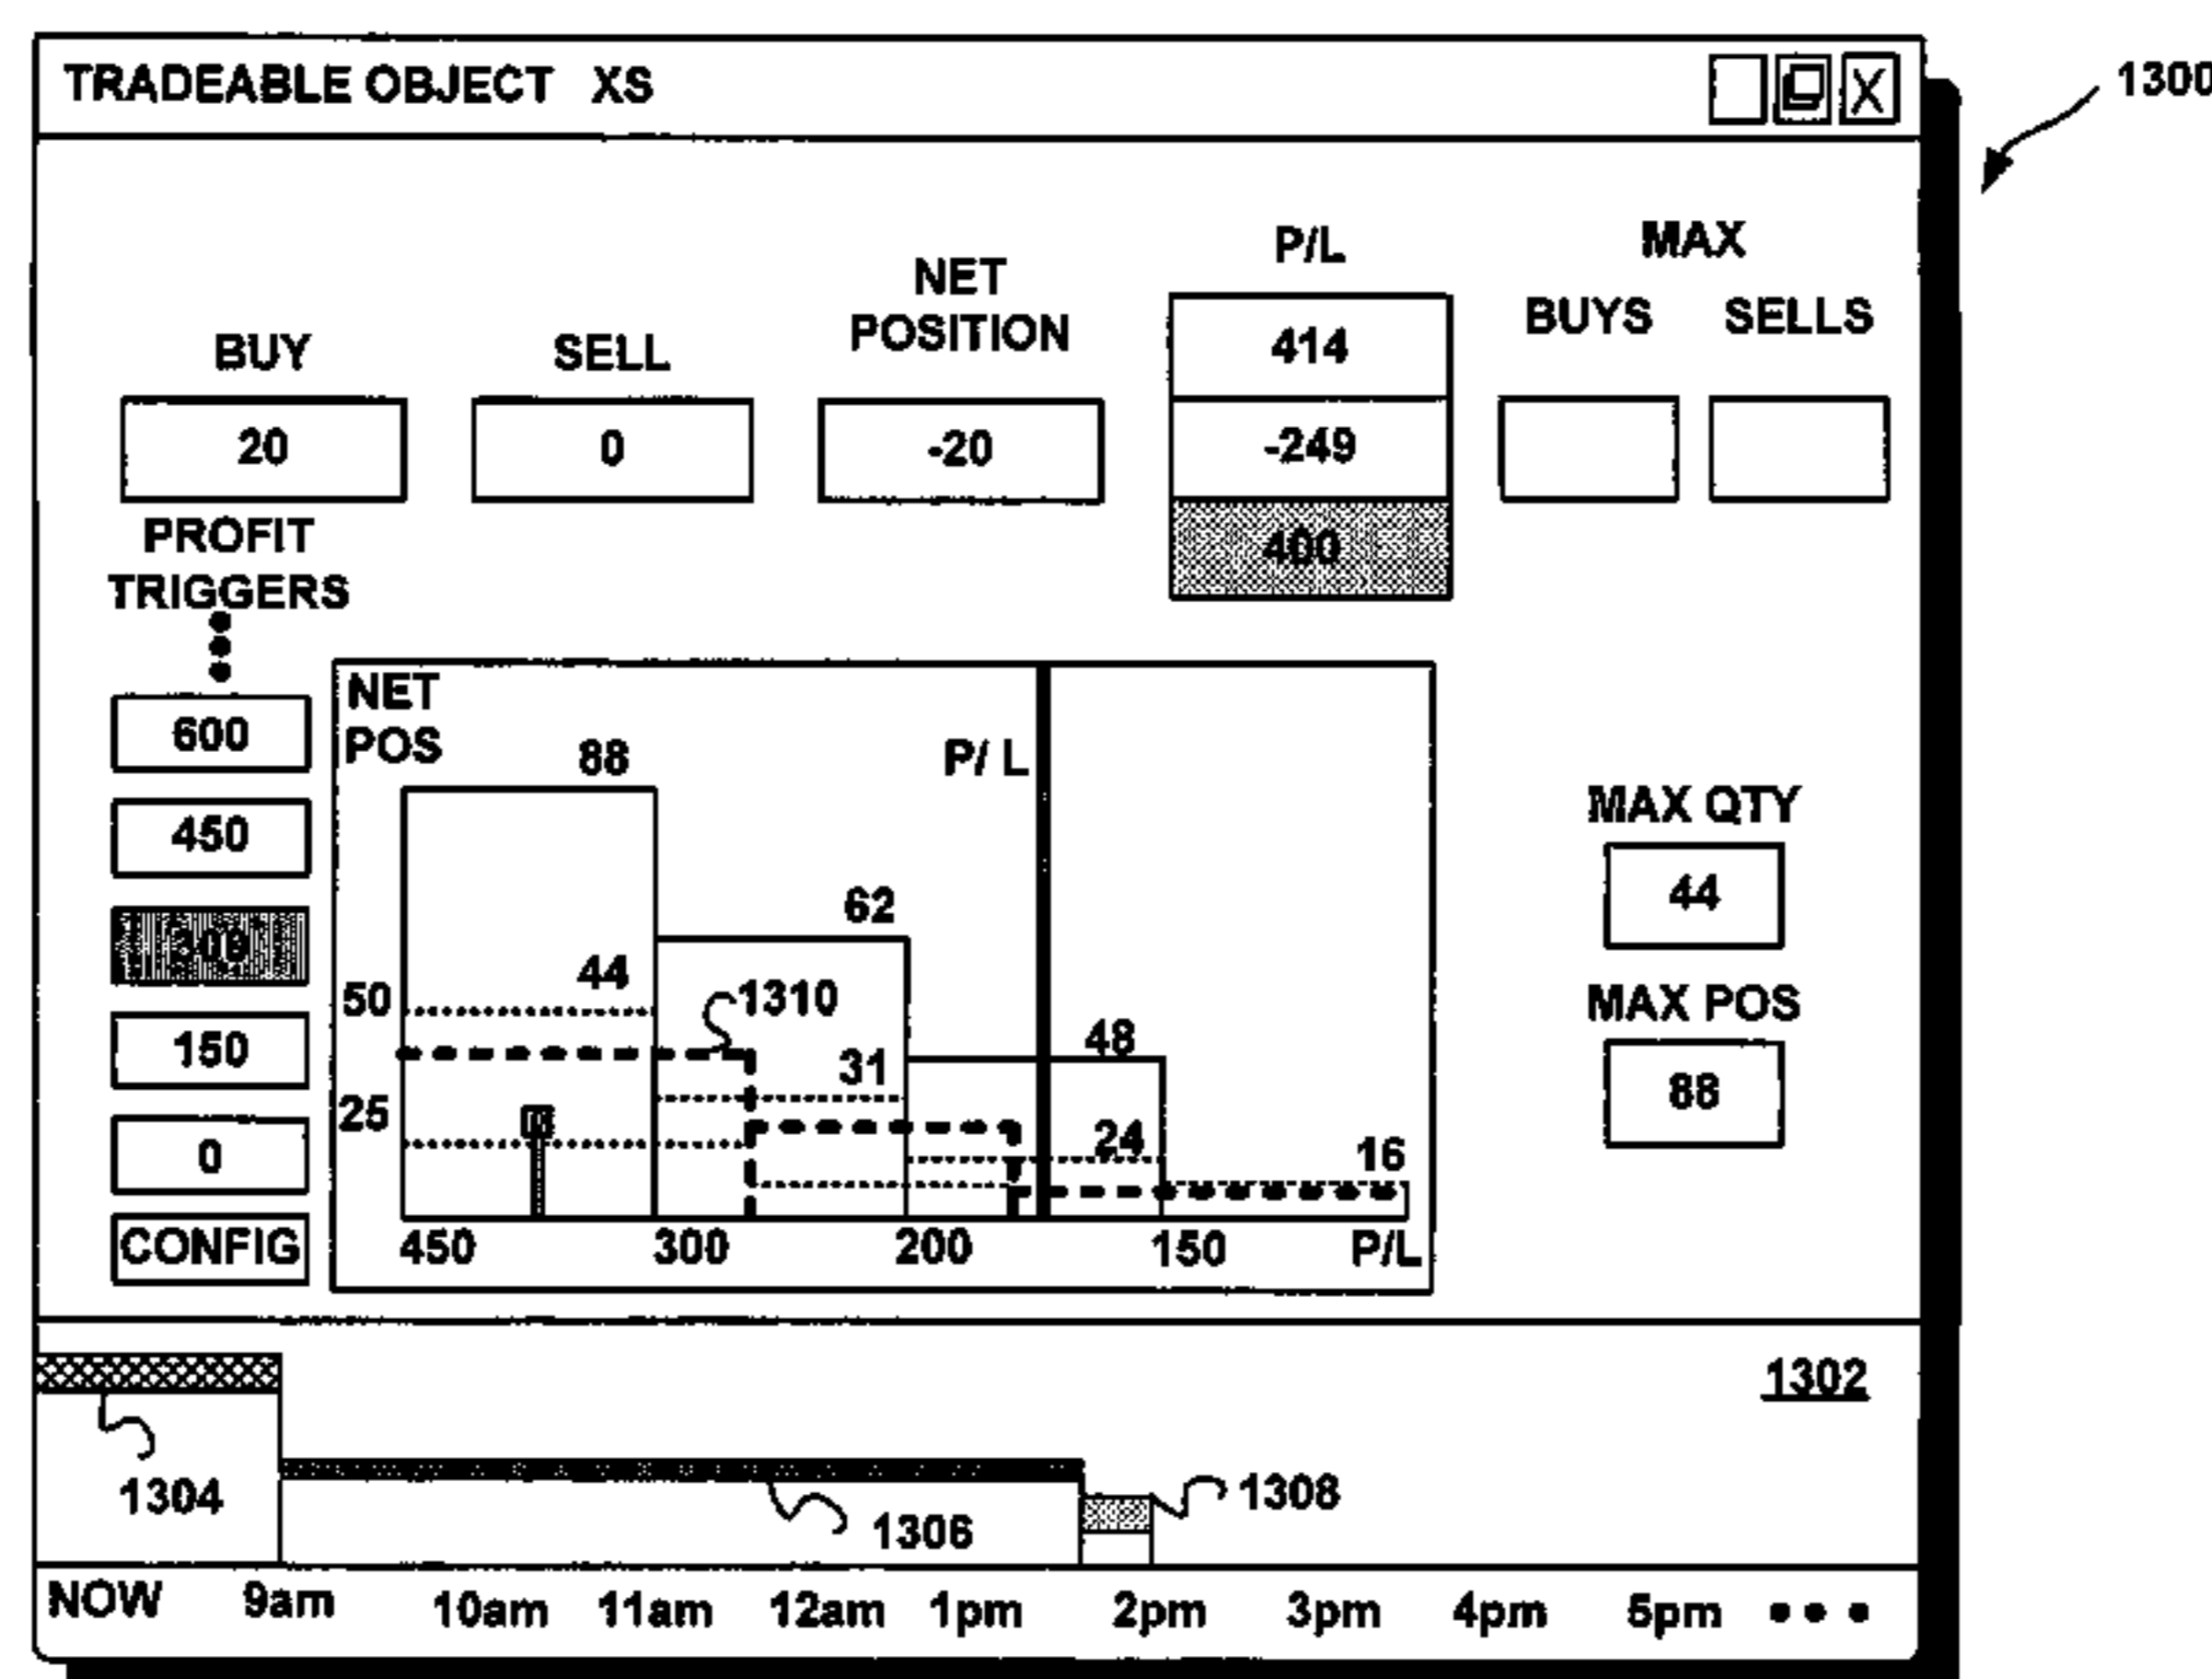 TRADEABLE OBJECT XS
1300
P/L
MAX
NET
POSITION
BUYS SELLS
BUY SELL
414
20 0 -20 -249
400
PROFIT
TRIGGERS
NET
POS
600
88
P/ L
450
MAX QTY
44
62
300
44
50
1310
MAX POS
48
150
31
88
25
24
16
0
CONFIG
450 300 200 150 P/L
1302
1304
1306
1308
NOW 9am 10am 11am 12am 1pm 2pm 3pm 4pm 5pm